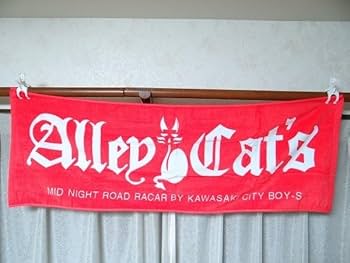 Alley Cat's
MID NIGHT ROAD RACAR BY KAWASAKI CITY BOY-S